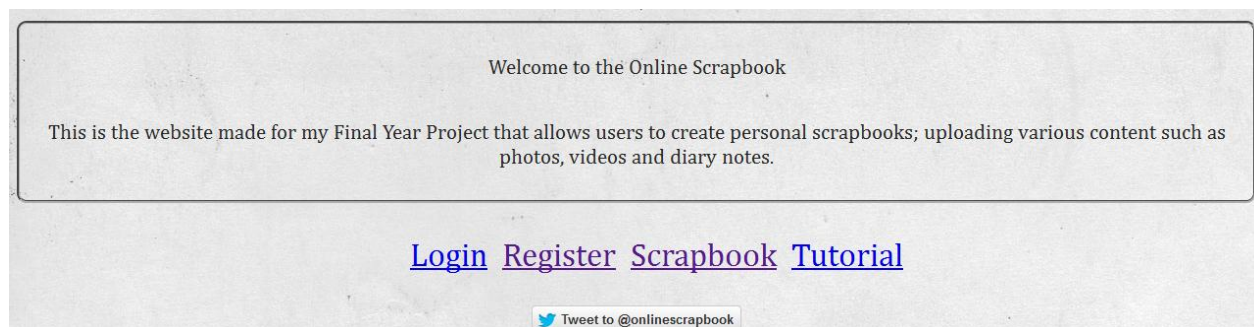 Welcome to the Online Scrapbook
This is the website made for my Final Year Project that allows users to create personal scrapbooks; uploading various content such as
photos, videos and diary notes.
Login Register Scrapbook Tutorial
Tweet to @onlinescrapbook